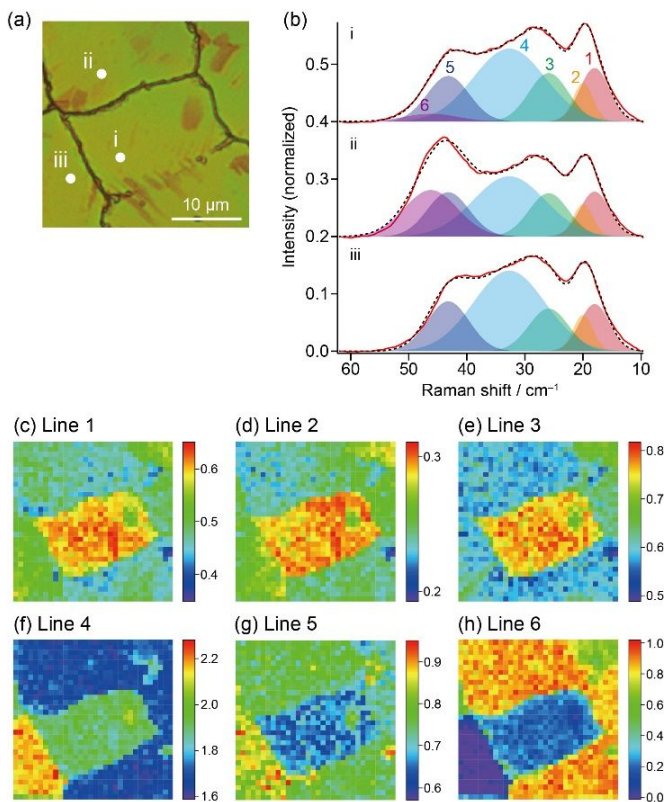 (a)
ii
i
iii
10 μm
(b)
Intensity (normalized)
i
0.5
0.4
ii
0.3
0.2
iii
0.1
0.0
6
5
4
3
2
1
60
50
40
30
20
10
Raman shift / cm⁻¹
(c) Line 1
0.6
0.5
0.4
(d) Line 2
0.3
0.2
(e) Line 3
0.8
0.7
0.6
0.5
(f) Line 4
2.2
2.0
1.8
1.6
(g) Line 5
0.9
0.8
0.7
0.6
(h) Line 6
1.0
0.8
0.6
0.4
0.2
0.0